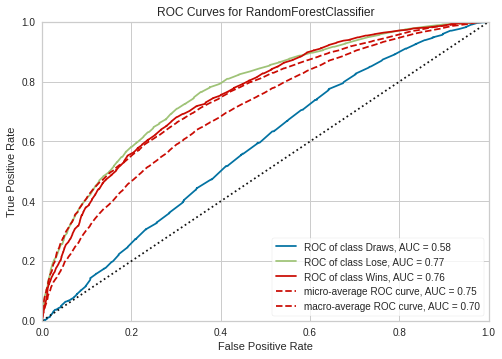 ROC Curves for RandomForestClassifier
True Positive Rate
1.0
0.8
0.6
0.4
0.2
0.0
ROC of class Draws, AUC = 0.58
ROC of class Lose, AUC = 0.77
ROC of class Wins, AUC = 0.76
micro-average ROC curve, AUC = 0.75
macro-average ROC curve, AUC = 0.70
0.0 0.2 0.4 0.6 0.8 1.0
False Positive Rate